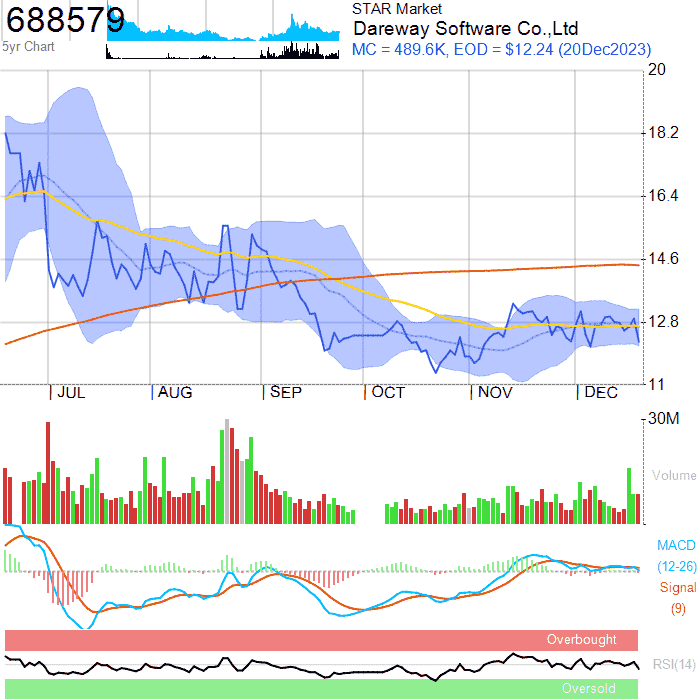 688579
5yr Chart
STAR Market
Dareway Software Co.,Ltd
MC = 489.6K, EOD = $12.24 (20Dec2023)
20
18.2
16.4
14.6
12.8
11
JUL AUG SEP OCT NOV DEC
30M
Volume
MACD
(12-26)
Signal
(9)
Overbought
RSI(14)
Oversold